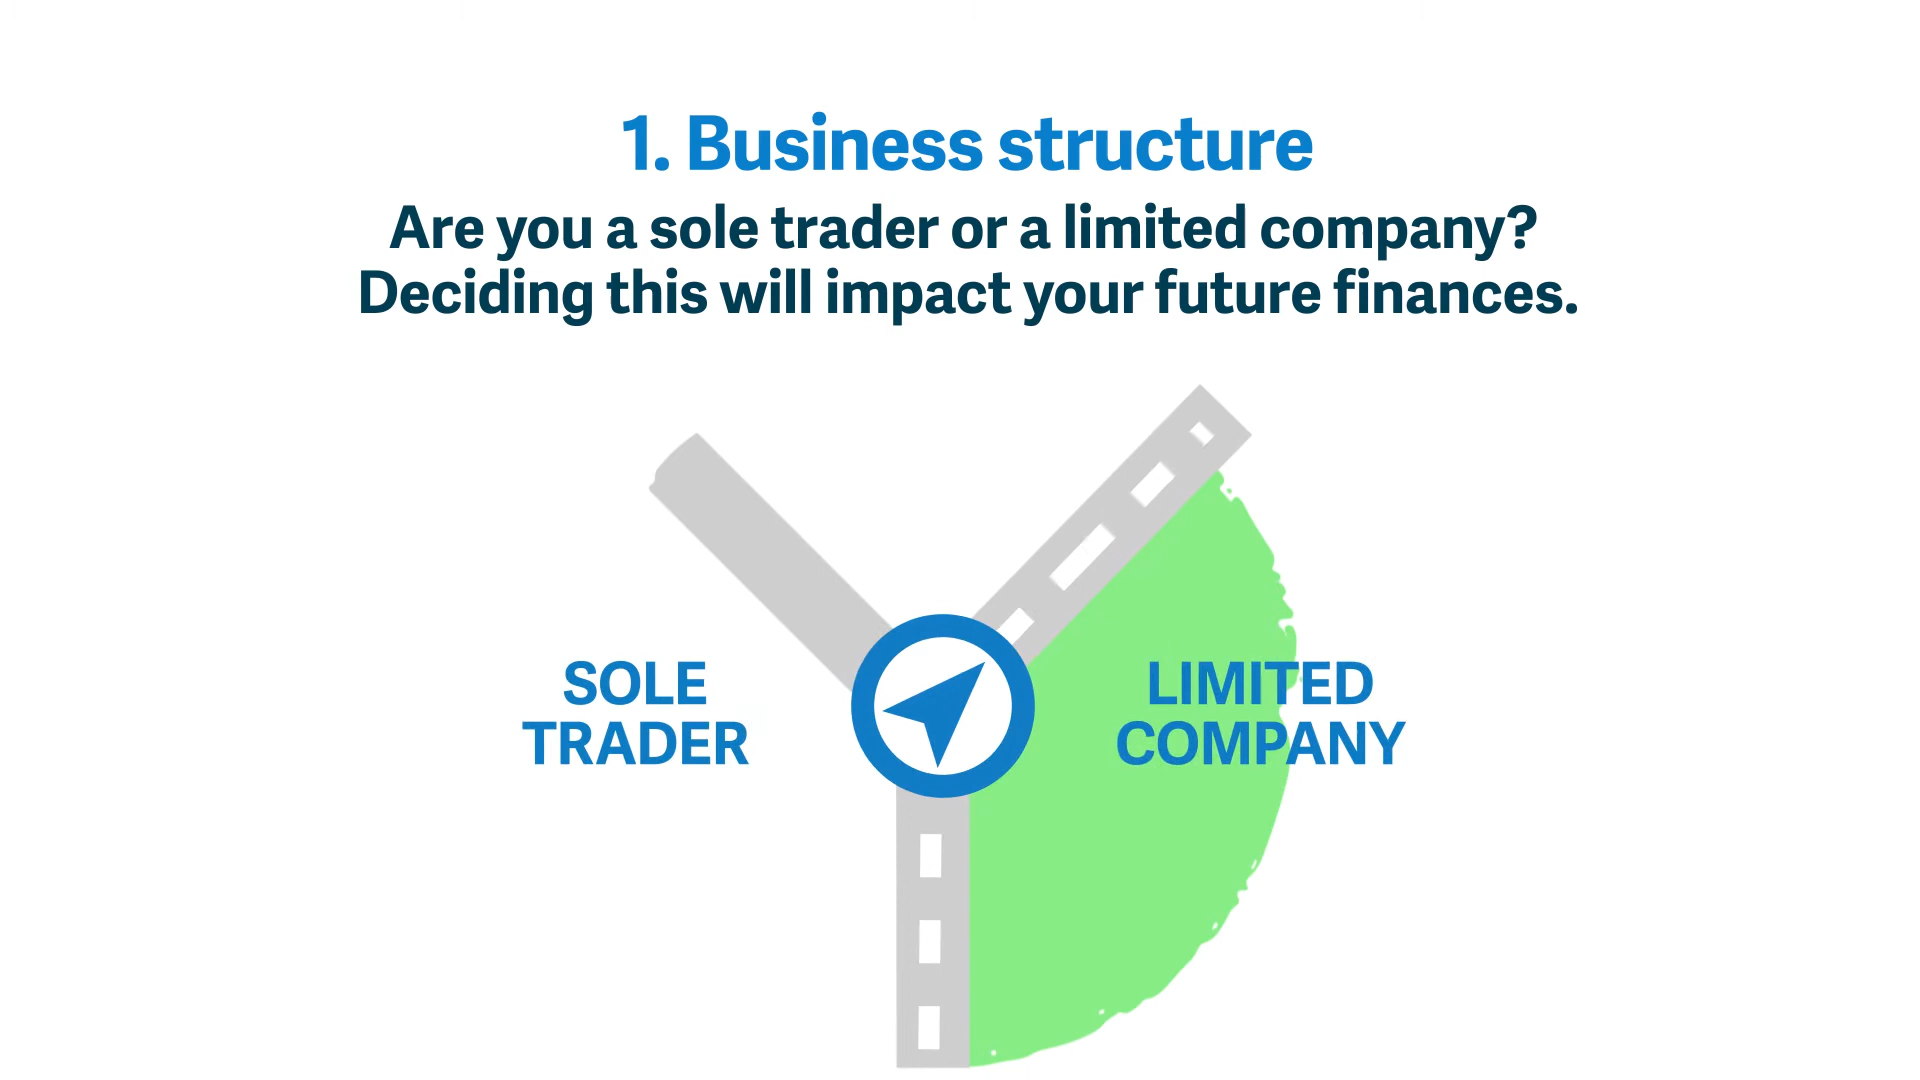 1. Business structure
Are you a sole trader or a limited company?
Deciding this will impact your future finances.
SOLE
TRADER
LIMITED
COMPANY